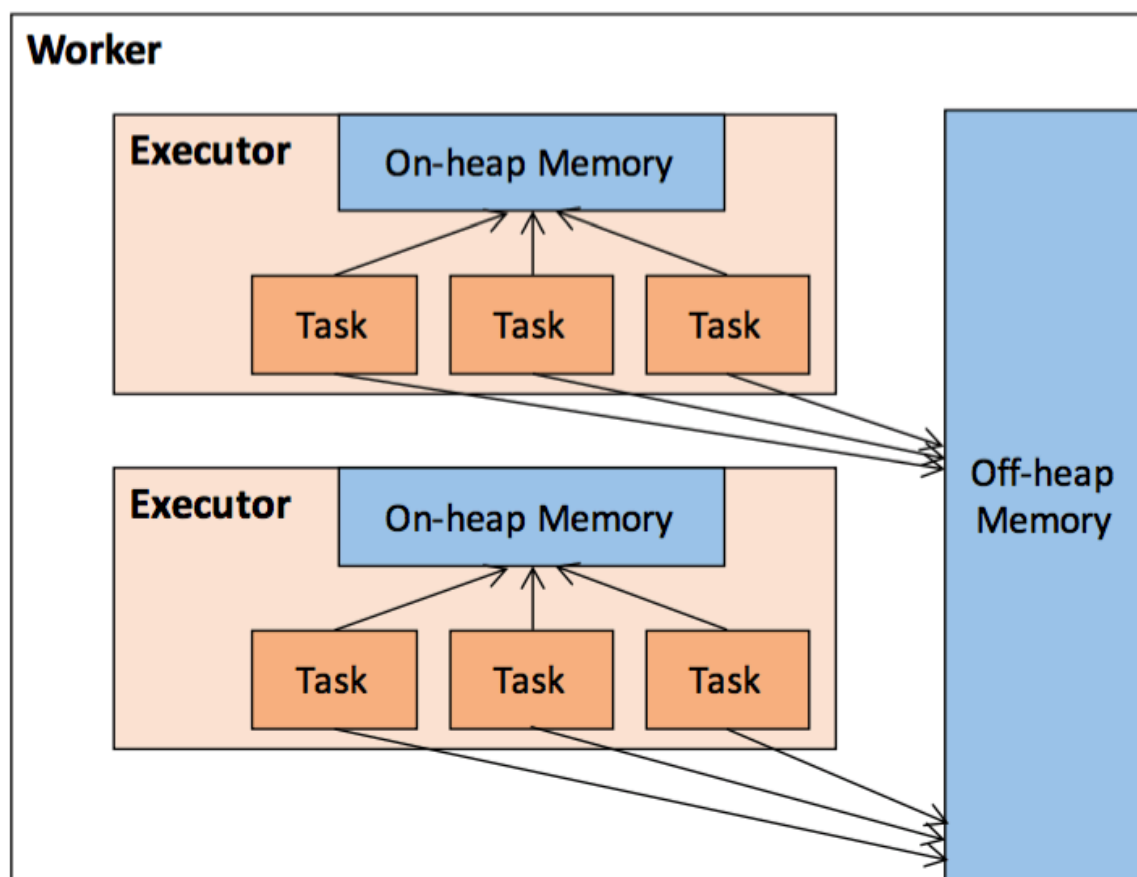 Worker
Executor
On-heap Memory
Task
Task
Task
Executor
On-heap Memory
Task
Task
Task
Off-heap
Memory